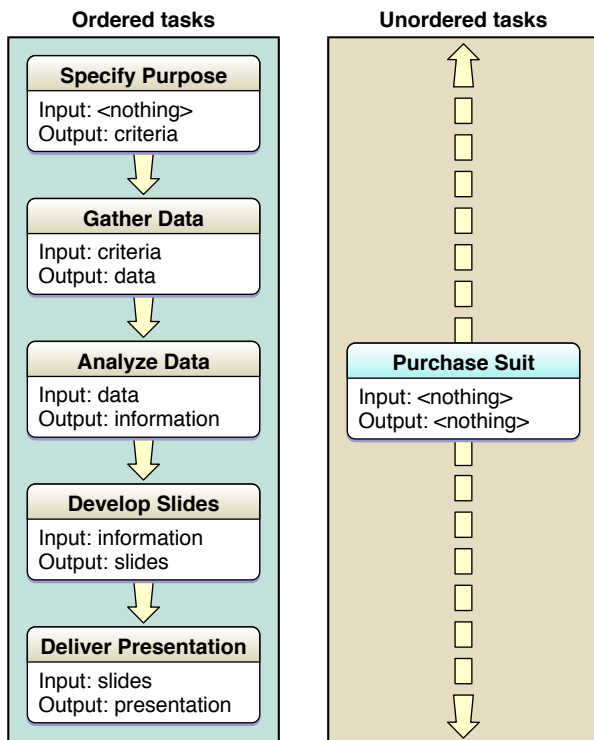 Ordered tasks
Specify Purpose
Input: <nothing>
Output: criteria
Gather Data
Input: criteria
Output: data
Analyze Data
Input: data
Output: information
Develop Slides
Input: information
Output: slides
Deliver Presentation
Input: slides
Output: presentation
Unordered tasks
Purchase Suit
Input: <nothing>
Output: <nothing>